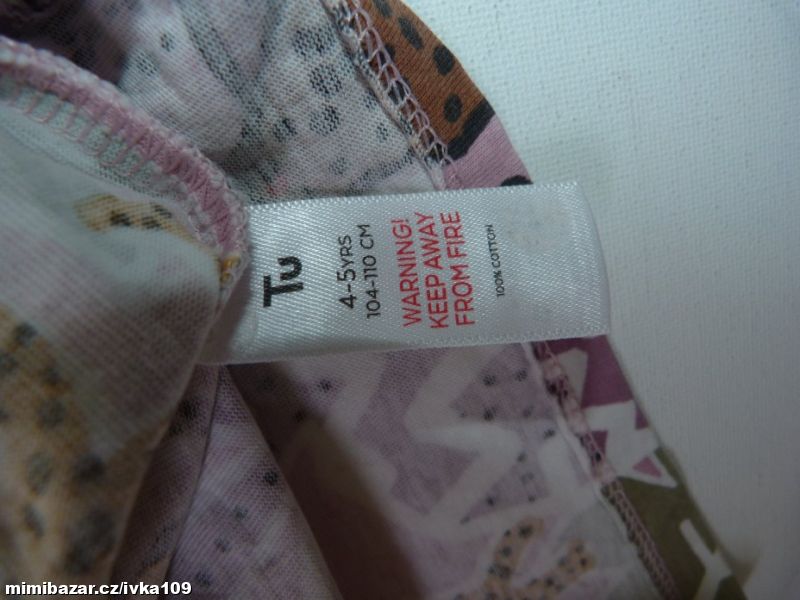 Tu
4-5YRS
104-110 CM
WARNING!
KEEP AWAY
FROM FIRE
100% COTTON
mimibazar.cz/ivka109